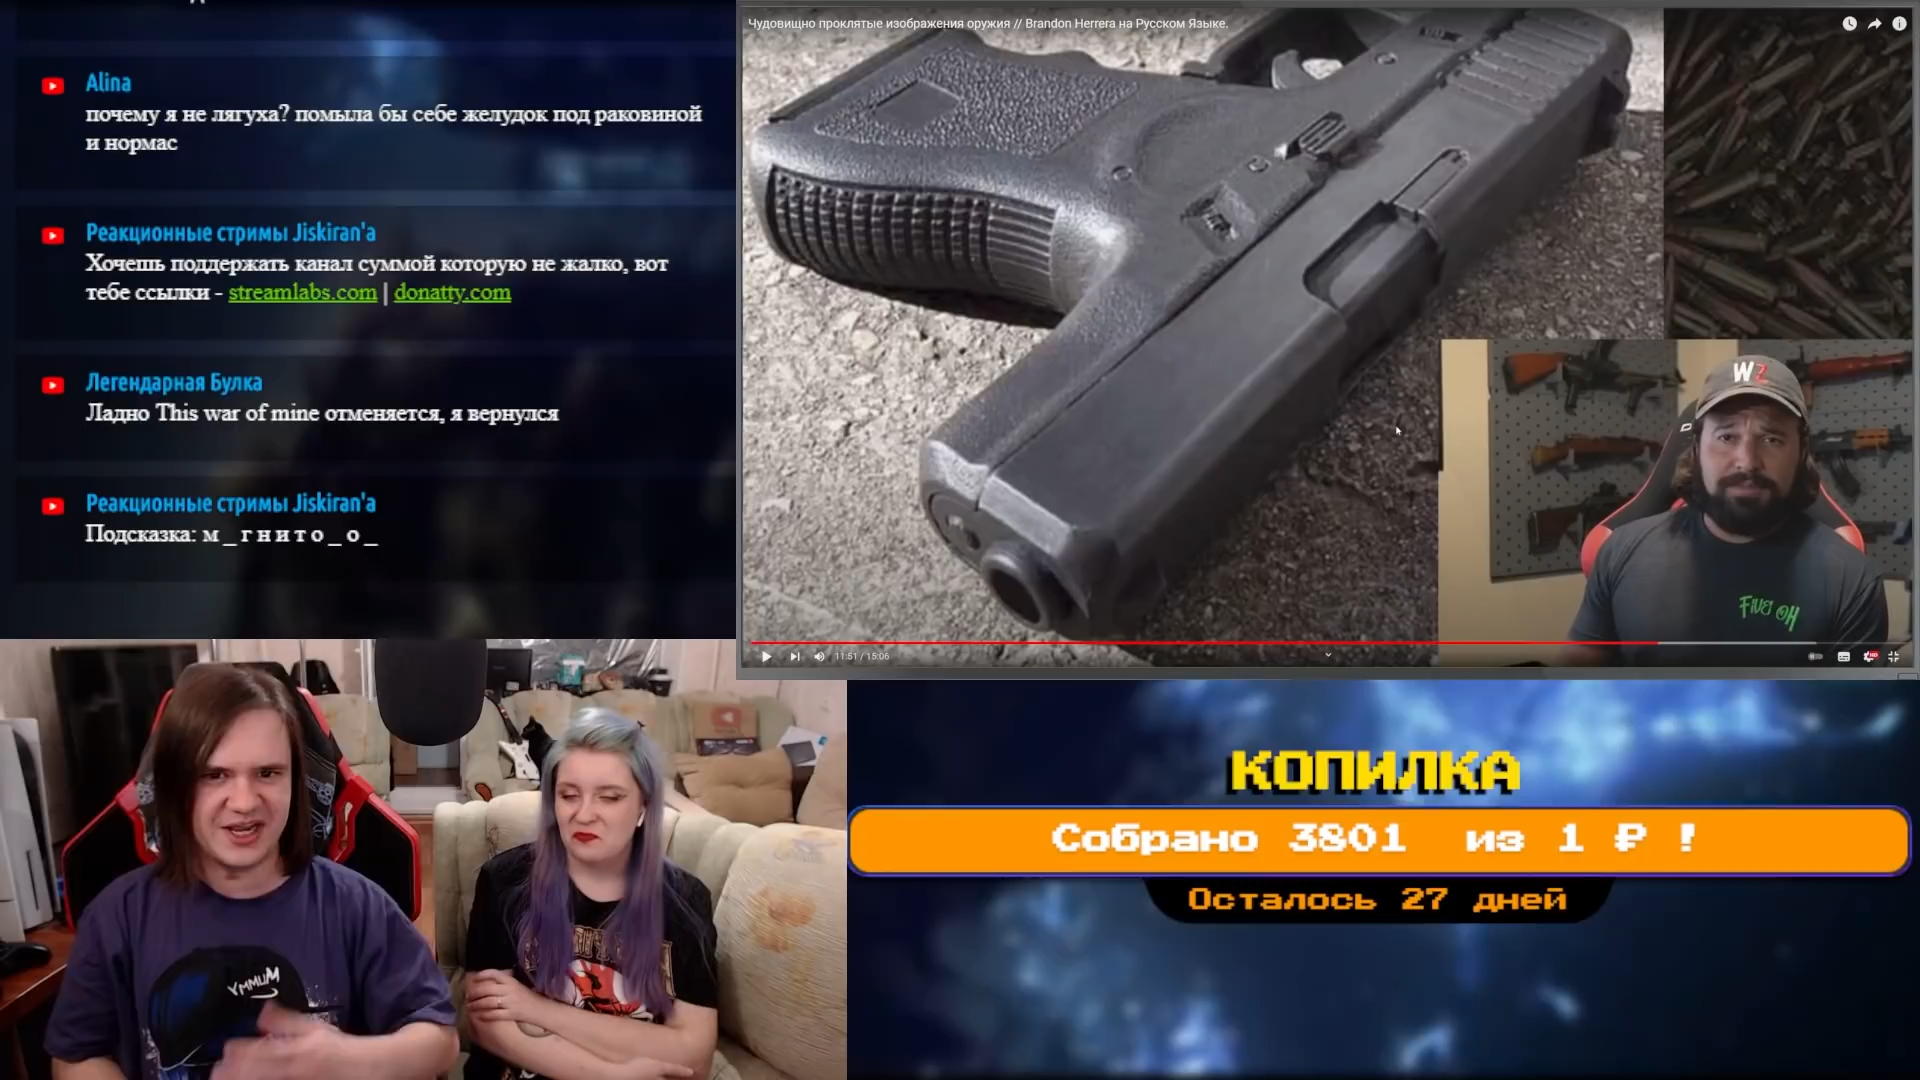 Alina
почему я не лягуха? помыла бы себе желудок под раковиной
и нормас
Реакционные стримы Jiskiran'a
Хочешь поддержать канал суммой которую не жалко, вот
тебе ссылки - streamlabs.com | donatty.com
Легендарная Булка
Ладно This war of mine отменяется, я вернулся
Реакционные стримы Jiskiran'a
Подсказка: м _ г н и т о _ о _
Чудовищно проклятые изображения оружия // Brandon Herrera на Русском Языке.
WZ
FIVE OH
11:51 / 15:06
КОПИЛКА
Собрано 3801 из 1 ₽ !
Осталось 27 дней